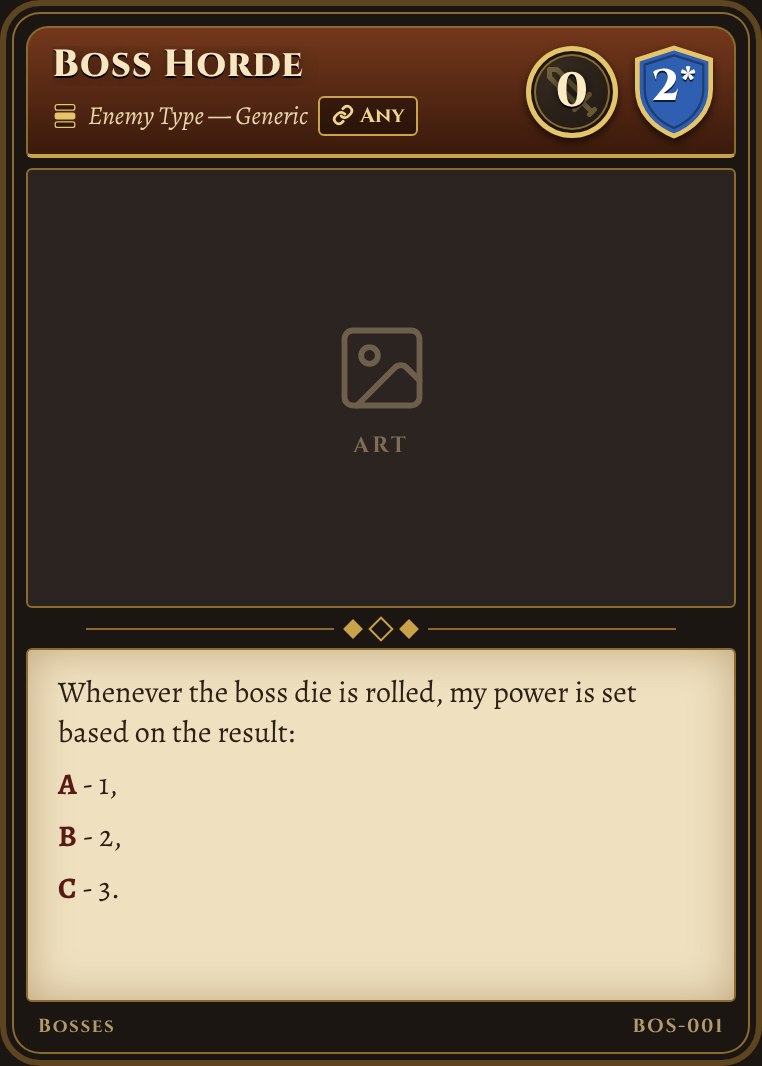 Boss Horde
Enemy Type — Generic Any
0
2*
ART
Whenever the boss die is rolled, my power is set
based on the result:
A - 1,
B - 2,
C - 3.
Bosses
BOS-001